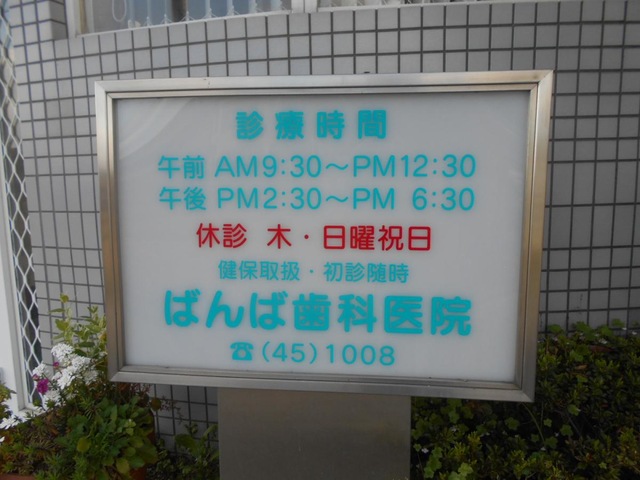 診療時間
午前 AM9:30～PM12:30
午後 PM2:30～PM 6:30
休診 木・日曜祝日
健保取扱・初診随時
ばんば歯科医院
☎(45)1008